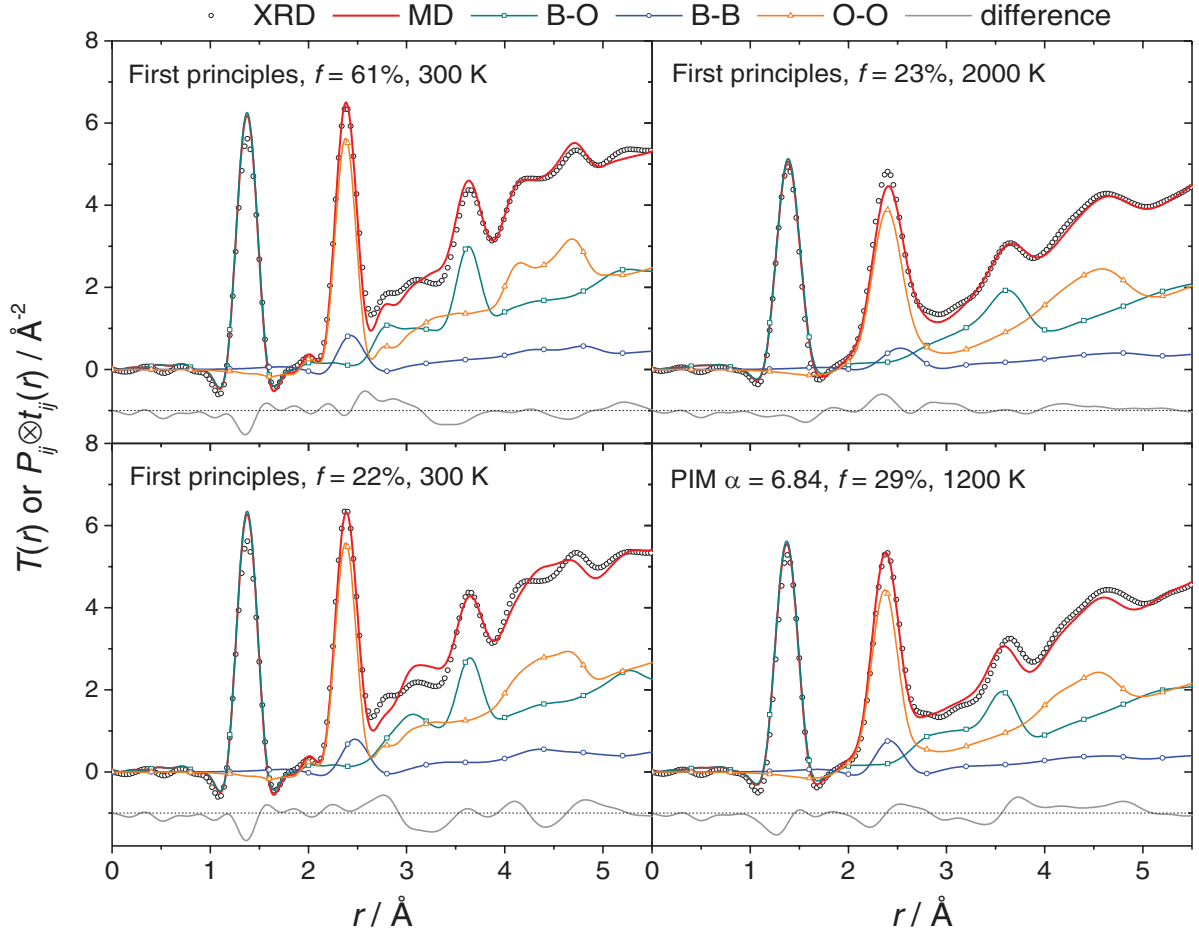 XRD MD B-O B-B O-O difference
8
First principles, f = 61%, 300 K
First principles, f = 23%, 2000 K
6
4
2
0
8
First principles, f = 22%, 300 K
PIM α = 6.84, f = 29%, 1200 K
6
4
2
0
T(r) or P_ij⊗t_ij(r) / Å⁻²
0 1 2 3 4 5 0 1 2 3 4 5
r / Å r / Å